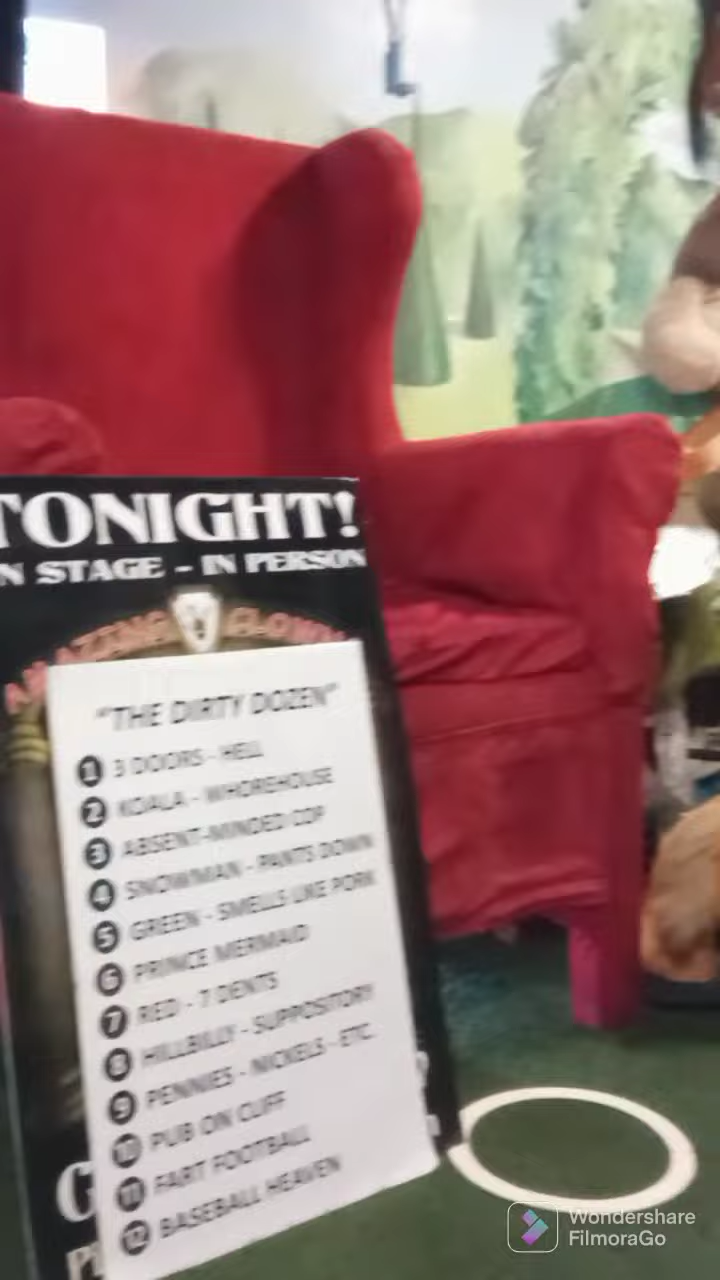 TONIGHT!
N STAGE - IN PERSON
AMAZING CLOWN
"THE DIRTY DOZEN"
1 3 DOORS - HELL
2 KOALA - WHOREHOUSE
3 ABSENT-MINDED COP
4 SNOWMAN - PANTS DOWN
5 GREEN - SMELLS LIKE PORK
6 PRINCE MERMAID
7 RED - 7 DENTS
8 HILLBILLY - SUPPOSITORY
9 PENNIES - NICKELS - ETC.
10 PUB ON CLIFF
11 FART FOOTBALL
12 BASEBALL HEAVEN
Wondershare
FilmoraGo